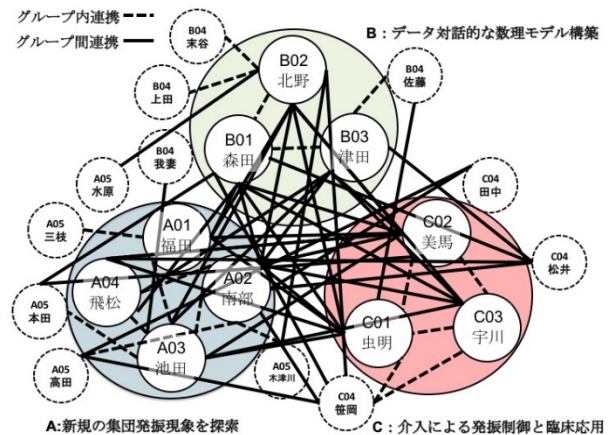 グループ内連携
グループ間連携
B：データ対話的な数理モデル構築
B04
末谷
B02
北野
B04
佐藤
B04
上田
B01
森田
B03
津田
B04
我妻
A05
水原
C04
田中
A05
三枝
A01
福田
C02
美馬
C04
松井
A04
飛松
A02
南部
A05
本田
C01
虫明
C03
宇川
A03
池田
A05
高田
A05
木津川
C04
笹岡
A:新規の集団発振現象を探索
C：介入による発振制御と臨床応用